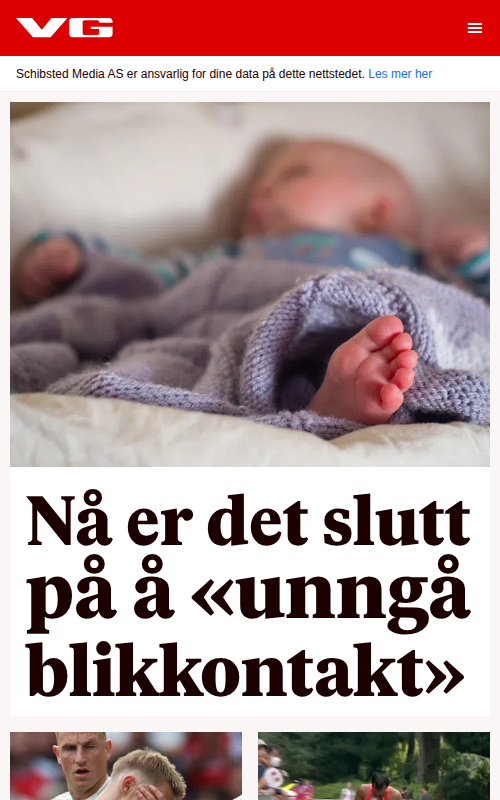 VG
Schibsted Media AS er ansvarlig for dine data på dette nettstedet. Les mer her
Nå er det slutt
på å «unngå
blikkontakt»